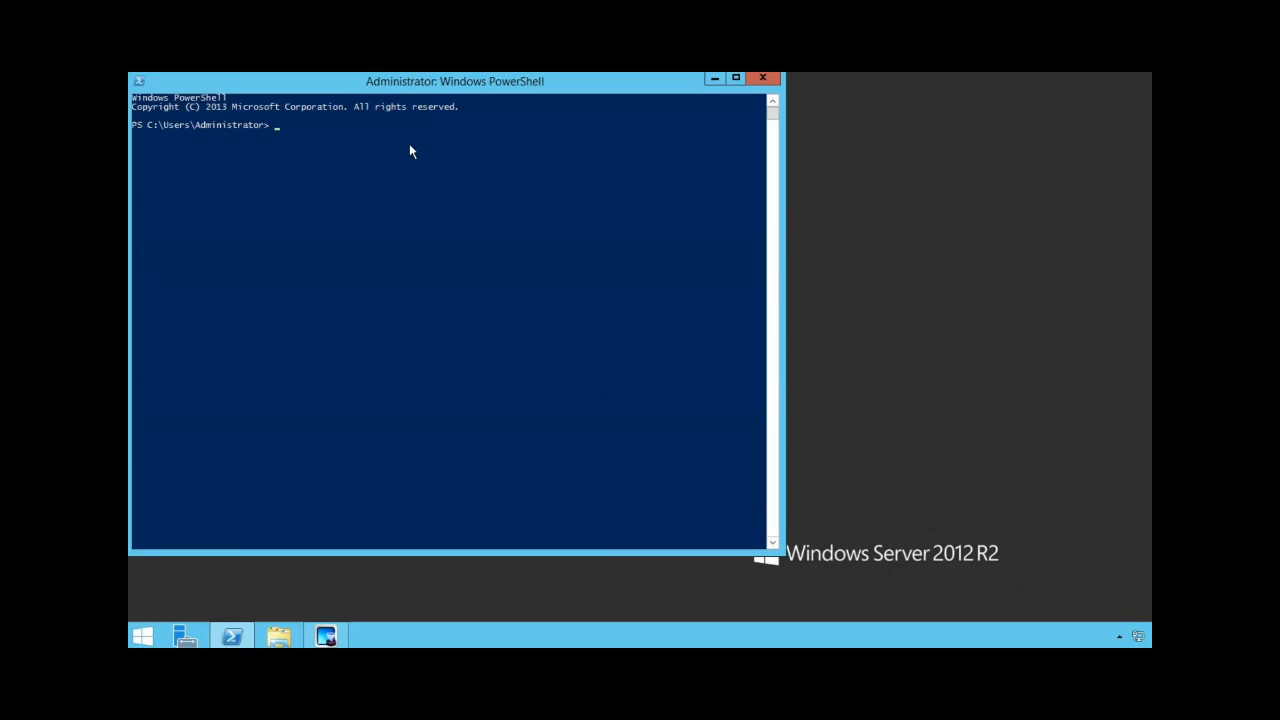 Administrator: Windows PowerShell
Windows PowerShell
Copyright (C) 2013 Microsoft Corporation. All rights reserved.
PS C:\Users\Administrator> _
Windows Server 2012 R2